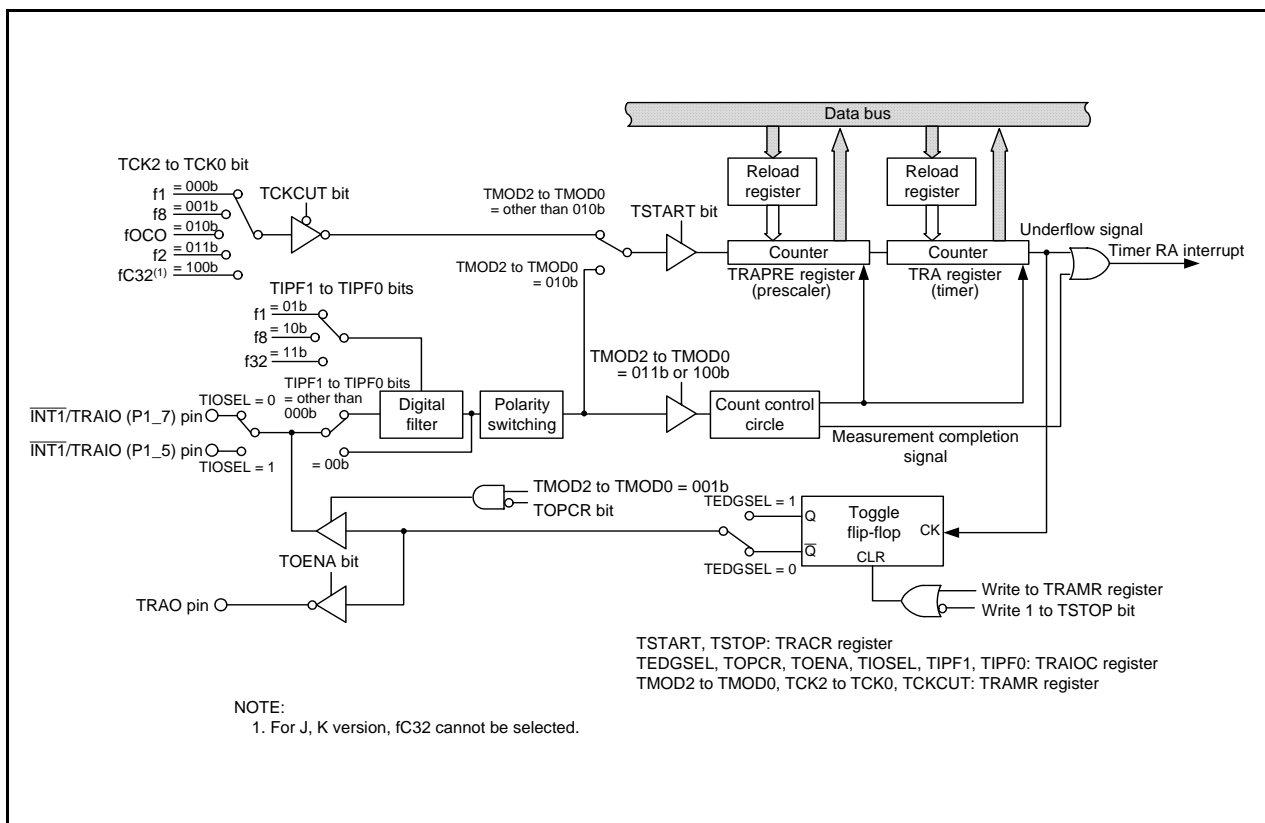 Data bus
TCK2 to TCK0 bit
f1
= 000b
f8
= 001b
fOCO
= 010b
f2
= 011b
fC32(1)
= 100b
TCKCUT bit
TMOD2 to TMOD0
= other than 010b
TMOD2 to TMOD0
= 010b
TSTART bit
Reload
register
Reload
register
Counter
Counter
TRAPRE register
(prescaler)
TRA register
(timer)
Underflow signal
Timer RA interrupt
TIPF1 to TIPF0 bits
f1
= 01b
f8
= 10b
f32
= 11b
TIPF1 to TIPF0 bits
= other than
000b
= 00b
TIOSEL = 0
INT1/TRAIO (P1_7) pin
INT1/TRAIO (P1_5) pin
TIOSEL = 1
Digital
filter
Polarity
switching
TMOD2 to TMOD0
= 011b or 100b
Count control
circle
Measurement completion
signal
TMOD2 to TMOD0 = 001b
TOPCR bit
TOENA bit
TRAO pin
TEDGSEL = 1
TEDGSEL = 0
Q
Q
Toggle
flip-flop
CK
CLR
Write to TRAMR register
Write 1 to TSTOP bit
TSTART, TSTOP: TRACR register
TEDGSEL, TOPCR, TOENA, TIOSEL, TIPF1, TIPF0: TRAIOC register
TMOD2 to TMOD0, TCK2 to TCK0, TCKCUT: TRAMR register
NOTE:
1. For J, K version, fC32 cannot be selected.